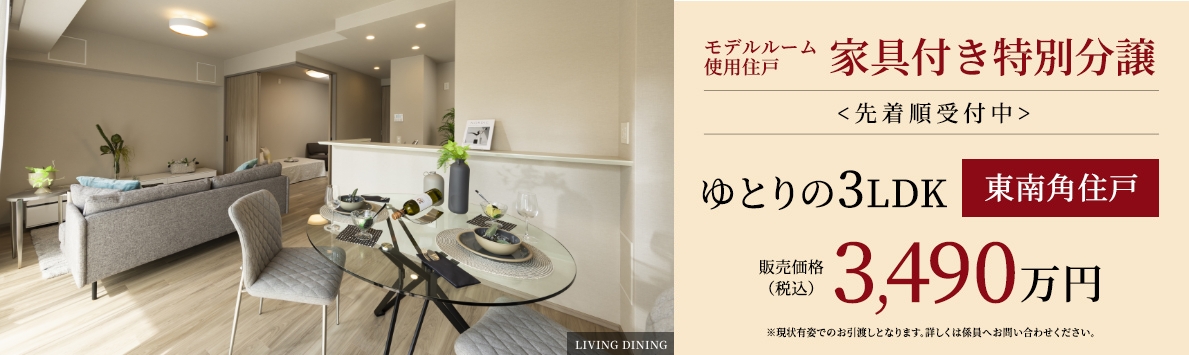 モデルルーム
使用住戸
家具付き特別分譲
<先着順受付中>
ゆとりの3LDK
東南角住戸
販売価格
（税込）
3,490万円
※現状有姿でのお引渡しとなります。詳しくは係員へお問い合わせください。
LIVING DINING